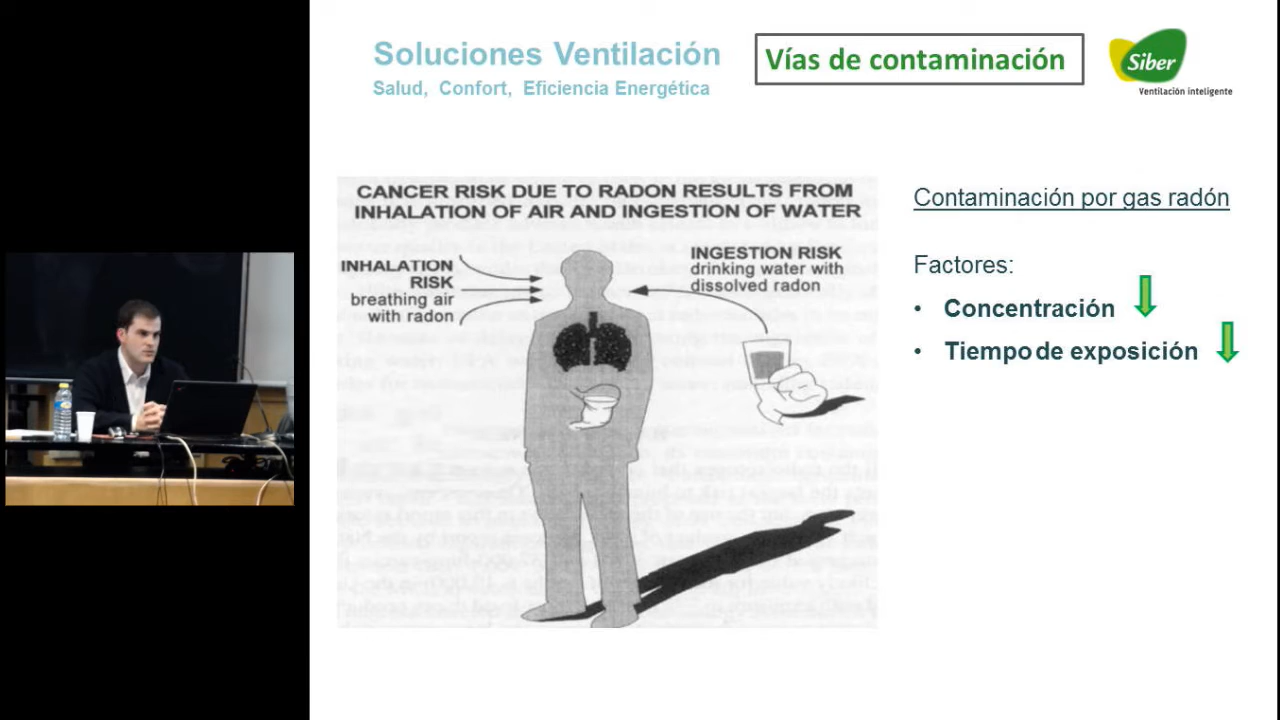 Soluciones Ventilación
Salud, Confort, Eficiencia Energética
Vías de contaminación
Siber
Ventilación inteligente
CANCER RISK DUE TO RADON RESULTS FROM
INHALATION OF AIR AND INGESTION OF WATER
INHALATION
RISK
breathing air
with radon
INGESTION RISK
drinking water with
dissolved radon
Contaminación por gas radón
Factores:
• Concentración
• Tiempo de exposición